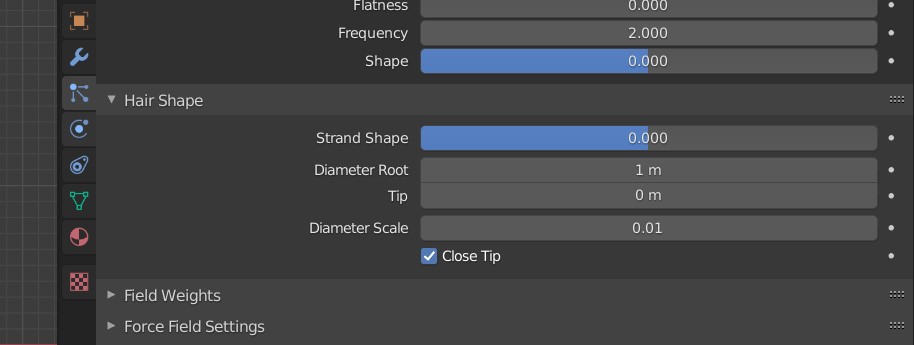 Flatness 0.000
Frequency 2.000
Shape 0.000
Hair Shape
Strand Shape 0.000
Diameter Root 1 m
Tip 0 m
Diameter Scale 0.01
Close Tip
Field Weights
Force Field Settings